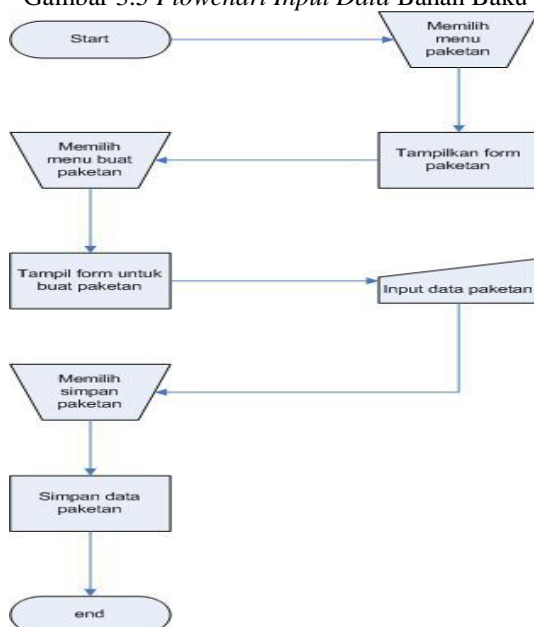 Gambar 3.5 Flowchart Input Data Bahan Baku
Start
Memilih
menu
paketan
Tampilkan form
paketan
Memilih
menu buat
paketan
Tampil form untuk
buat paketan
Input data paketan
Memilih
simpan
paketan
Simpan data
paketan
end